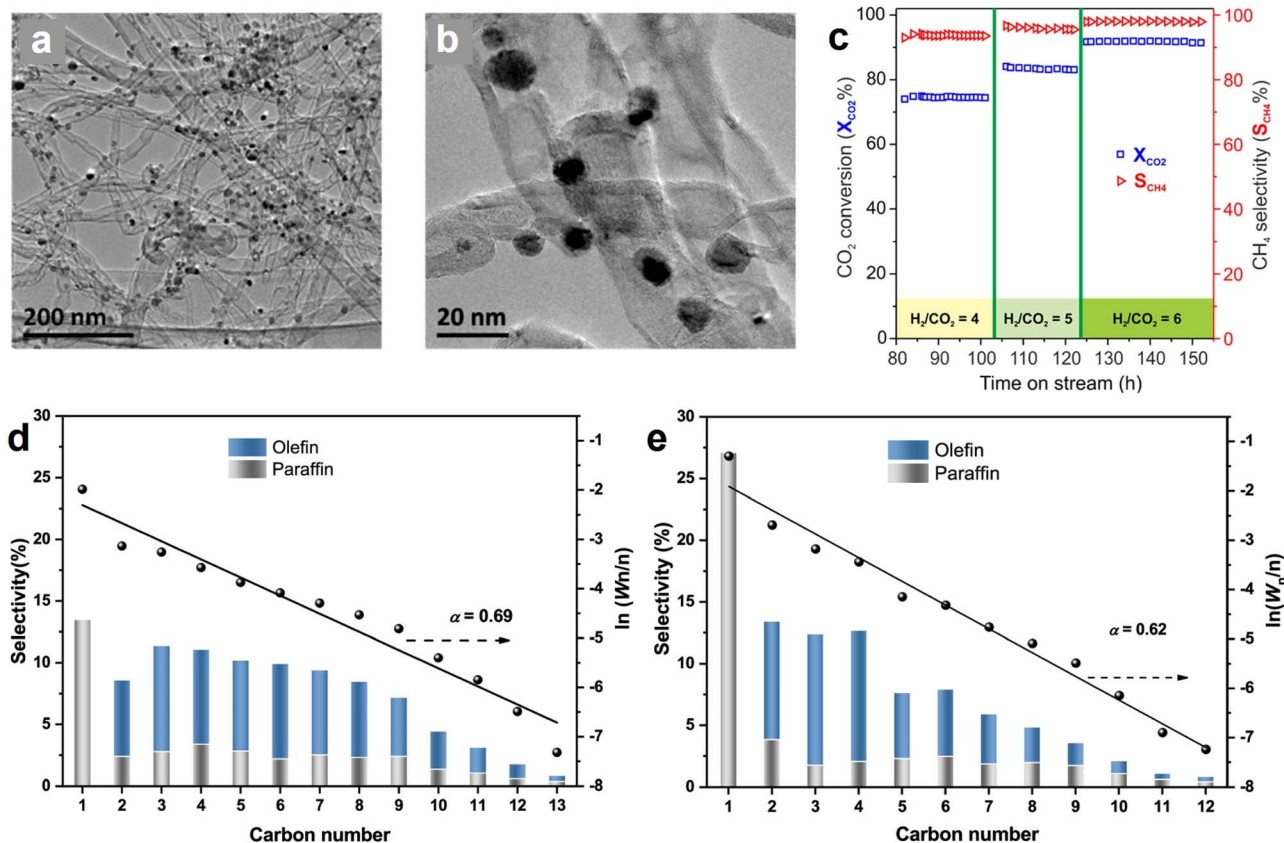 a
200 nm
b
20 nm
c
CO2 conversion (XCO2%)
100
80
60
40
20
0
XCO2
SCH4
H2/CO2 = 4
H2/CO2 = 5
H2/CO2 = 6
80 90 100 110 120 130 140 150
Time on stream (h)
100
80
60
40
20
0
CH4 selectivity (SCH4%)
d
Selectivity(%)
30
25
20
15
10
5
0
Olefin
Paraffin
α = 0.69
-1
-2
-3
-4
-5
-6
-7
-8
ln (Wn/n)
1 2 3 4 5 6 7 8 9 10 11 12 13
Carbon number
e
Selectivity (%)
30
25
20
15
10
5
0
Olefin
Paraffin
α = 0.62
-1
-2
-3
-4
-5
-6
-7
-8
ln(Wn/n)
1 2 3 4 5 6 7 8 9 10 11 12
Carbon number